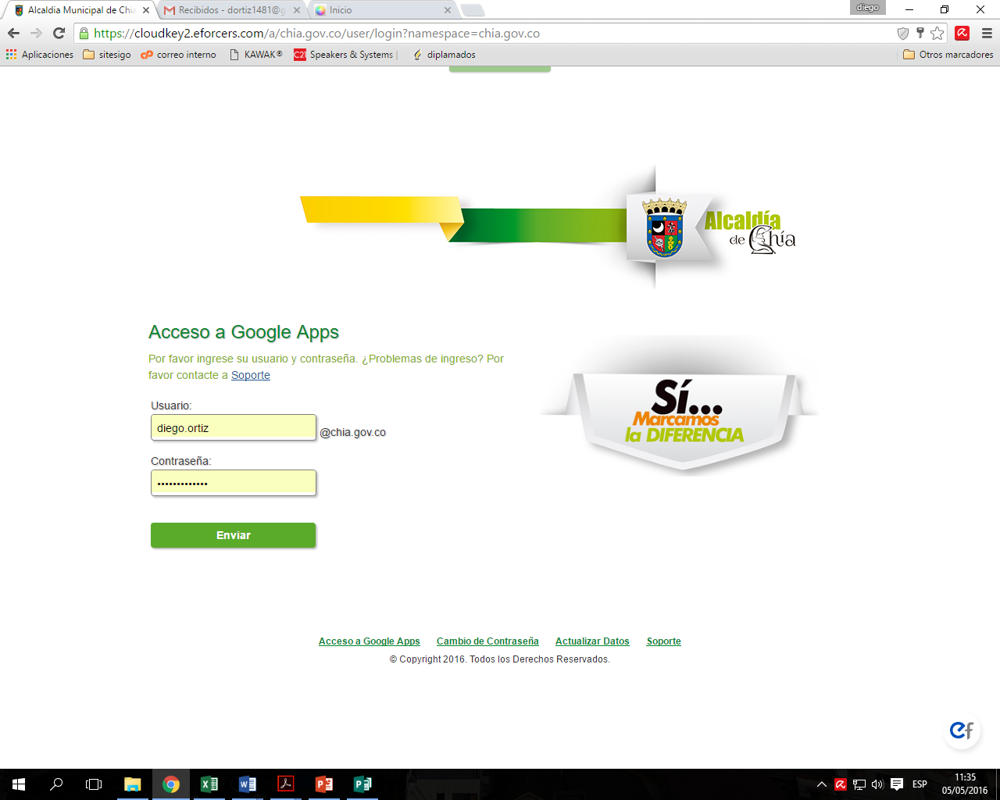 Alcaldia Municipal de Chia
Recibidos - dortiz1481@g
Inicio
diego
https://cloudkey2.eforcers.com/a/chia.gov.co/user/login?namespace=chia.gov.co
Aplicaciones
sitesigo
correo interno
KAWAK®
Speakers & Systems |
diplamados
Otros marcadores
Alcaldía
de Chía
Acceso a Google Apps
Por favor ingrese su usuario y contraseña. ¿Problemas de ingreso? Por
favor contacte a Soporte
Sí...
Marcamos
la DIFERENCIA
Usuario:
diego.ortiz
@chia.gov.co
Contraseña:
•••••••••••••
Enviar
Acceso a Google Apps
Cambio de Contraseña
Actualizar Datos
Soporte
© Copyright 2016. Todos los Derechos Reservados.
ef
ESP
11:35
05/05/2016